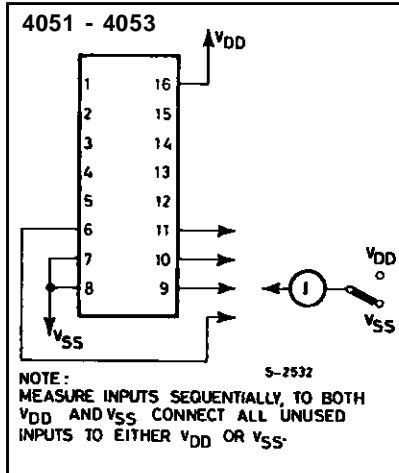 4051 - 4053
VDD
1 16
2 15
3 14
4 13
5 12
6 11
7 10
8 9
I
VDD
VSS
VSS
S-2532
NOTE:
MEASURE INPUTS SEQUENTIALLY, TO BOTH
VDD AND VSS CONNECT ALL UNUSED
INPUTS TO EITHER VDD OR VSS.